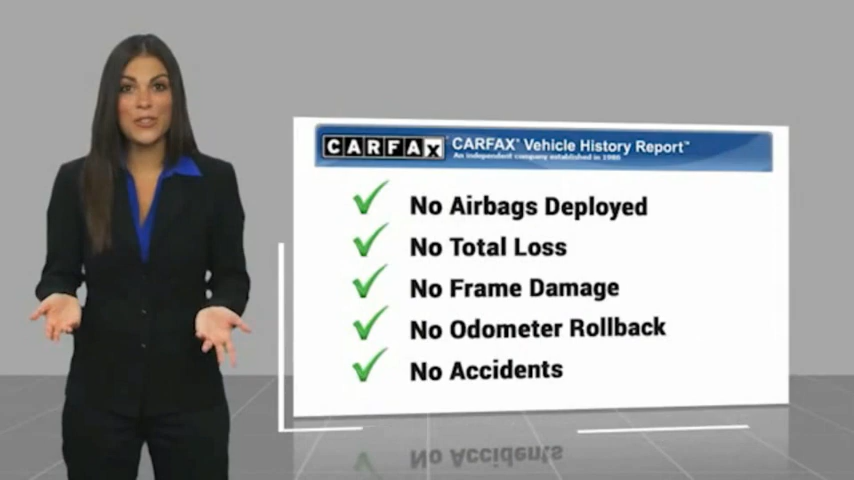 CARFAX CARFAX® Vehicle History Report™
An independent company established in 1986
No Airbags Deployed
No Total Loss
No Frame Damage
No Odometer Rollback
No Accidents
No Accidents